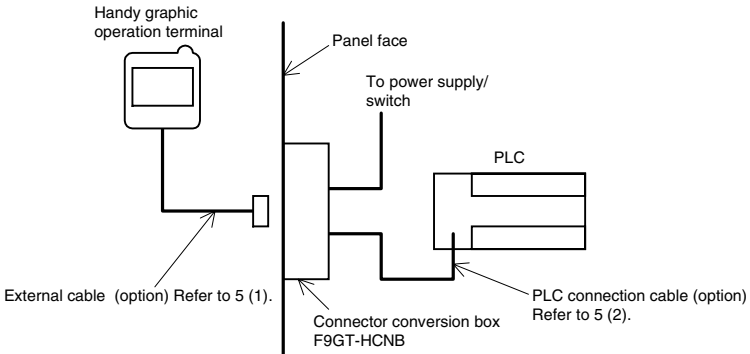 Handy graphic
operation terminal
Panel face
To power supply/
switch
PLC
External cable (option) Refer to 5 (1).
PLC connection cable (option)
Refer to 5 (2).
Connector conversion box
F9GT-HCNB